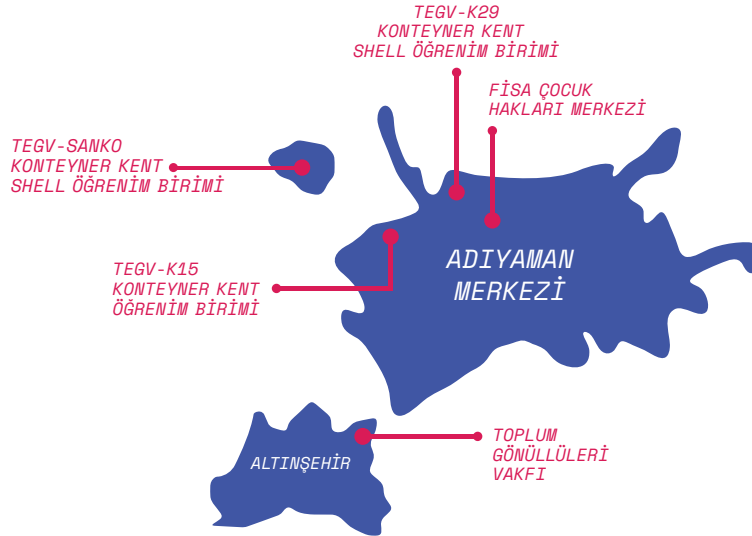 TEGV-K29
KONTEYNER KENT
SHELL ÖĞRENİM BİRİMİ
FİSA ÇOCUK
HAKLARI MERKEZİ
TEGV-SANKO
KONTEYNER KENT
SHELL ÖĞRENİM BİRİMİ
TEGV-K15
KONTEYNER KENT
ÖĞRENİM BİRİMİ
ADIYAMAN
MERKEZİ
ALTINŞEHİR
TOPLUM
GÖNÜLLÜLERİ
VAKFI